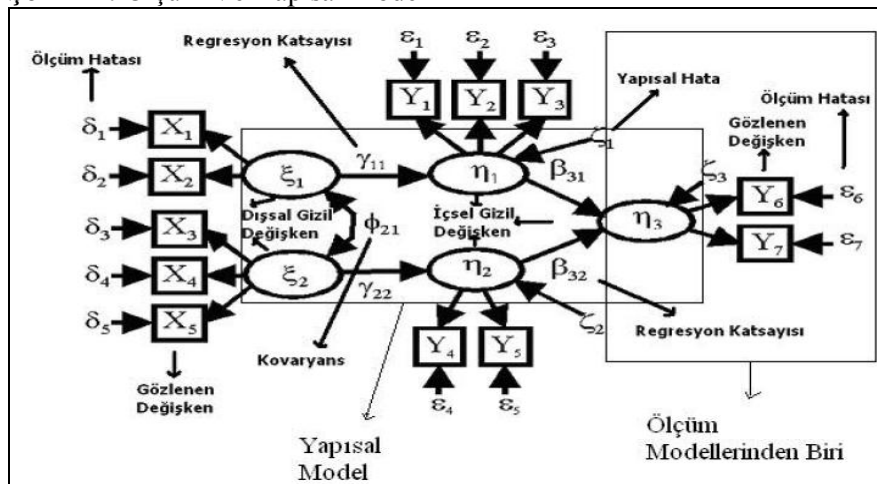 Ölçüm Hatası
Regresyon Katsayısı
ε1
ε2
ε3
Yapısal Hata
Ölçüm Hatası
Gözlenen
Değişken
δ1
X1
Y1
Y2
Y3
ζ1
δ2
X2
ξ1
γ11
η1
β31
ζ3
Y6
ε6
δ3
X3
Dışsal Gizil
Değişken
ϕ21
İçsel Gizil
Değişken
η3
Y7
ε7
δ4
X4
ξ2
γ22
η2
β32
δ5
X5
ζ2
Regresyon Katsayısı
Kovaryans
Y4
Y5
Gözlenen
Değişken
ε4
ε5
Yapısal
Model
Ölçüm
Modellerinden Biri